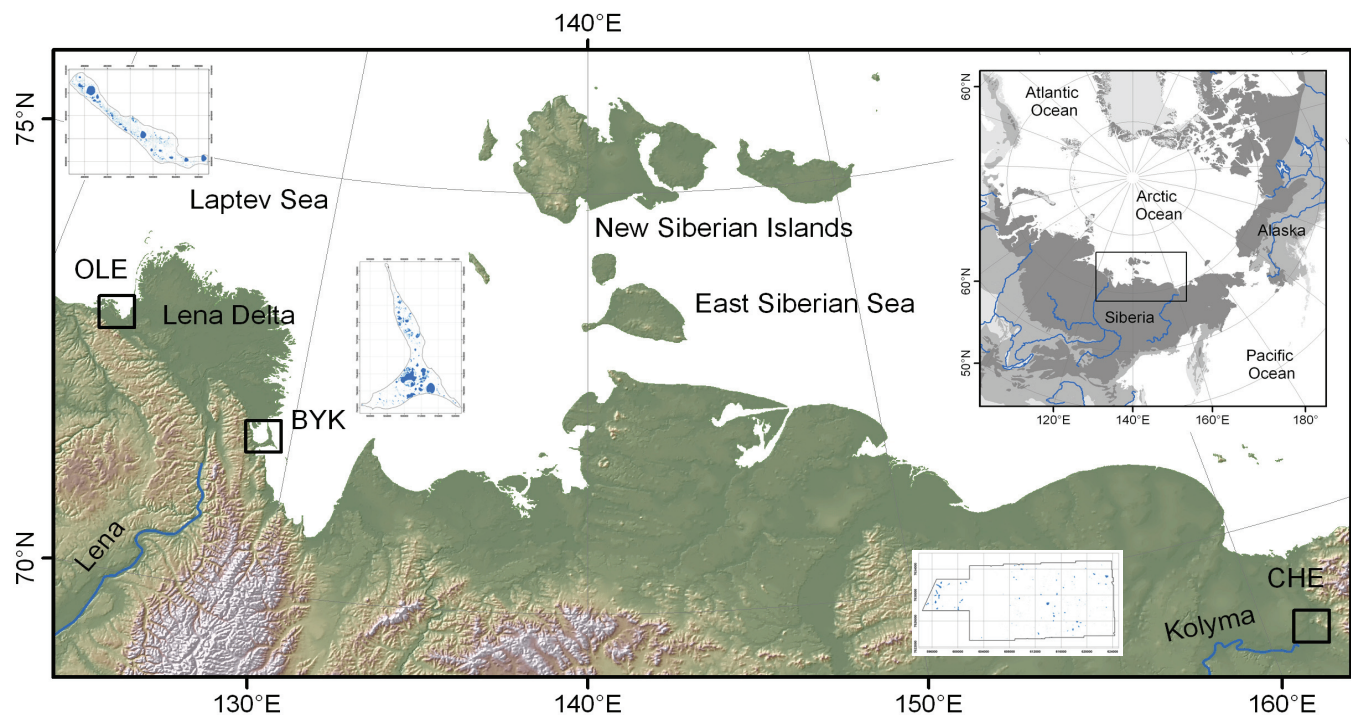 140°E
75°N
70°N
130°E
140°E
150°E
160°E
Laptev Sea
New Siberian Islands
East Siberian Sea
OLE
Lena Delta
BYK
Lena
Kolyma
CHE
60°N
Atlantic
Ocean
Arctic
Ocean
Alaska
60°N
Siberia
50°N
Pacific
Ocean
120°E
140°E
160°E
180°